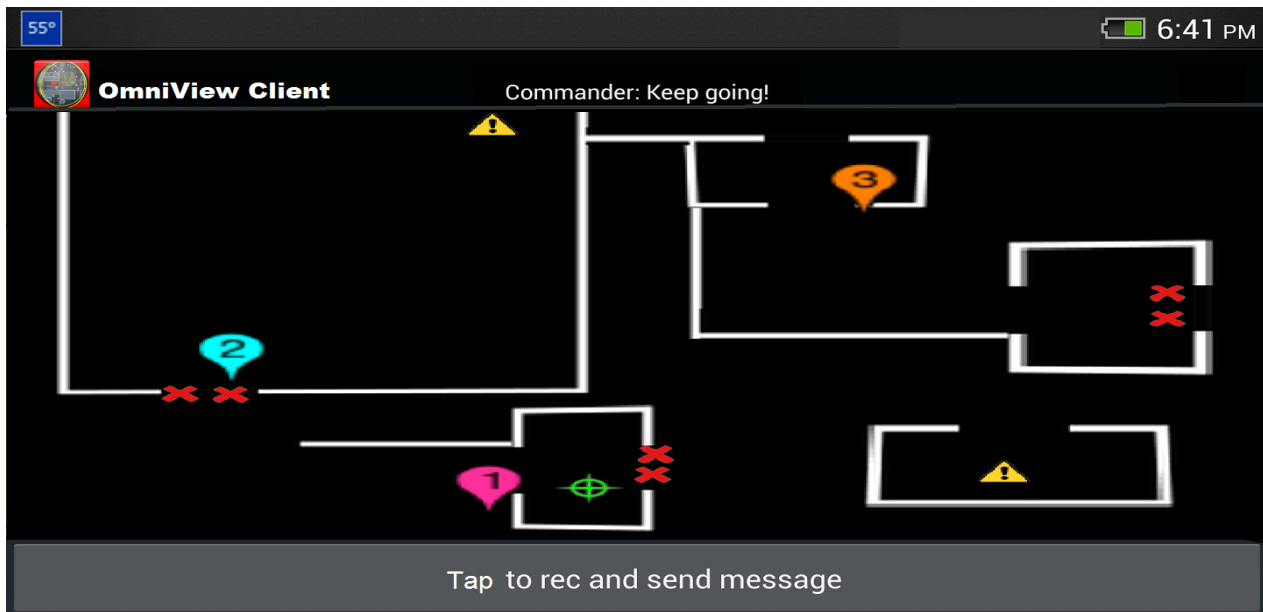 55°
6:41 PM
OmniView Client
Commander: Keep going!
!
3
2
1
!
Tap to rec and send message